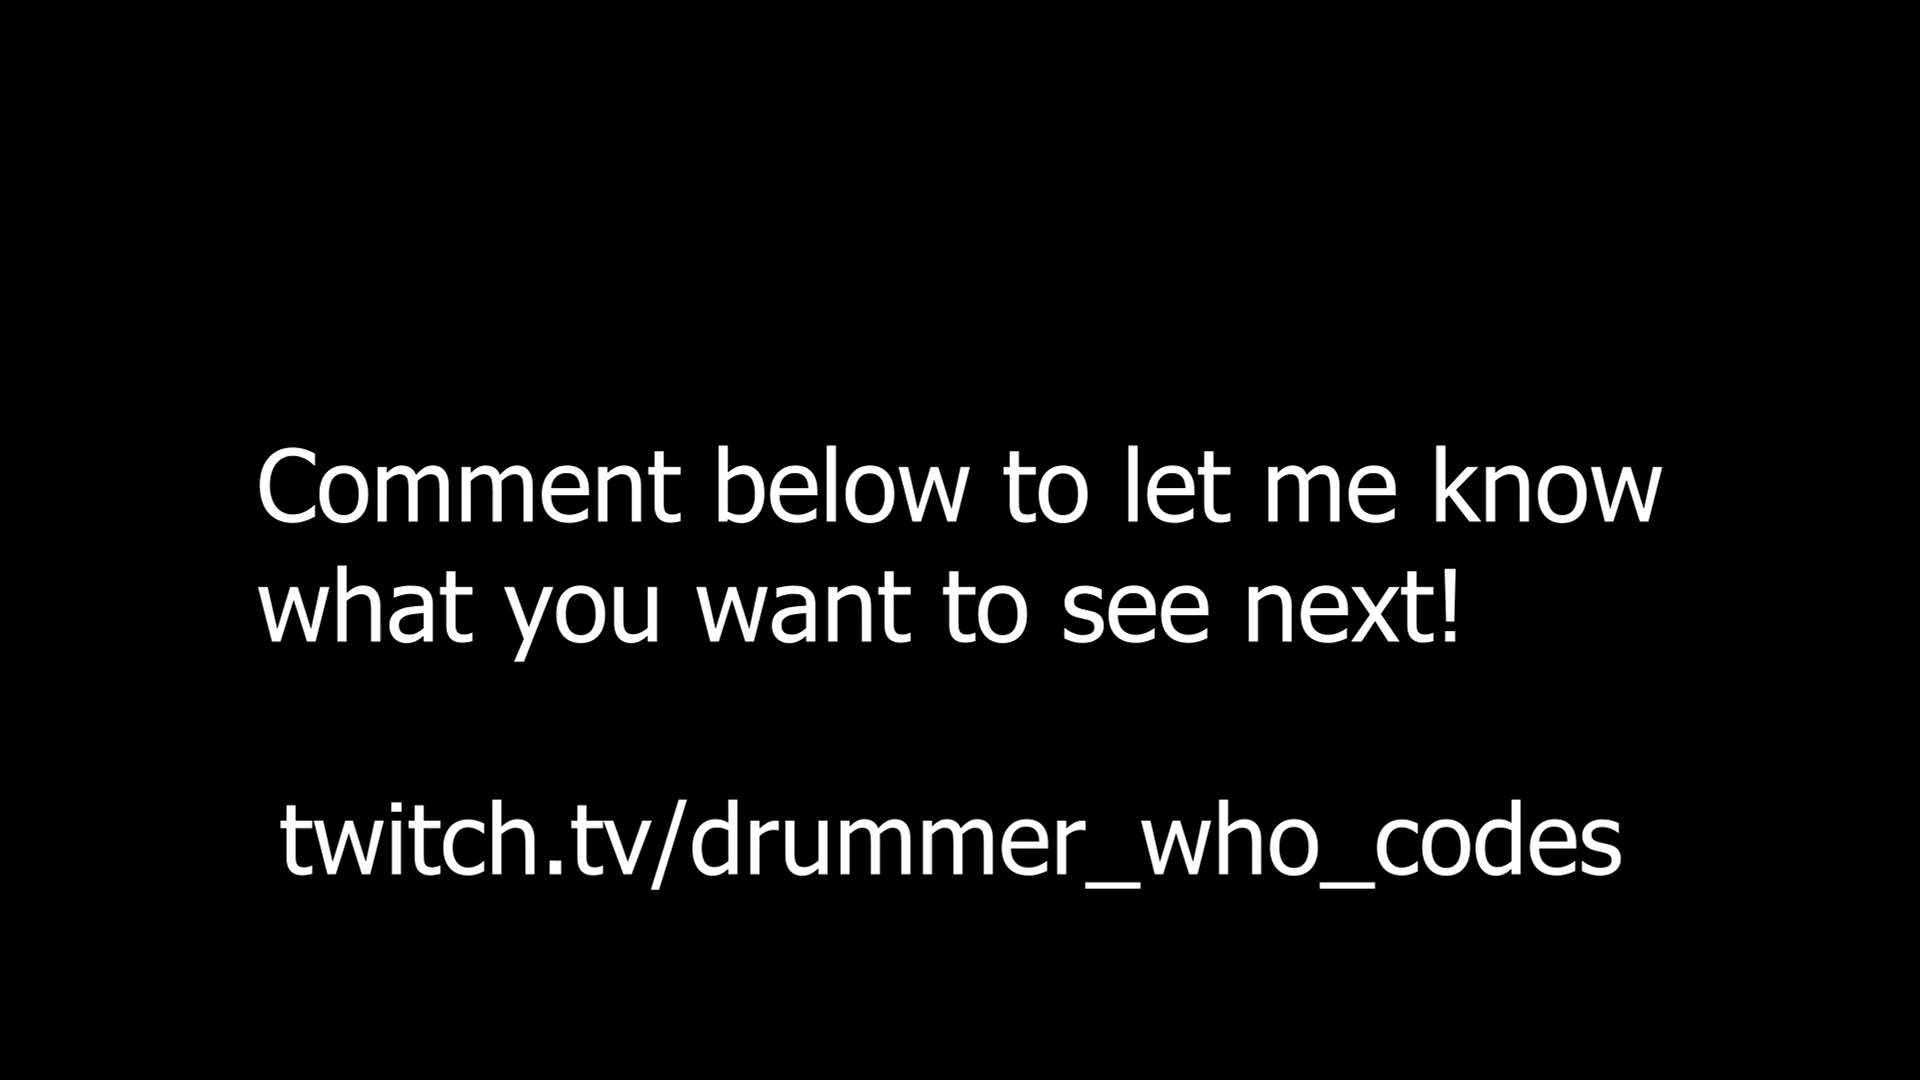 Comment below to let me know
what you want to see next!
twitch.tv/drummer_who_codes